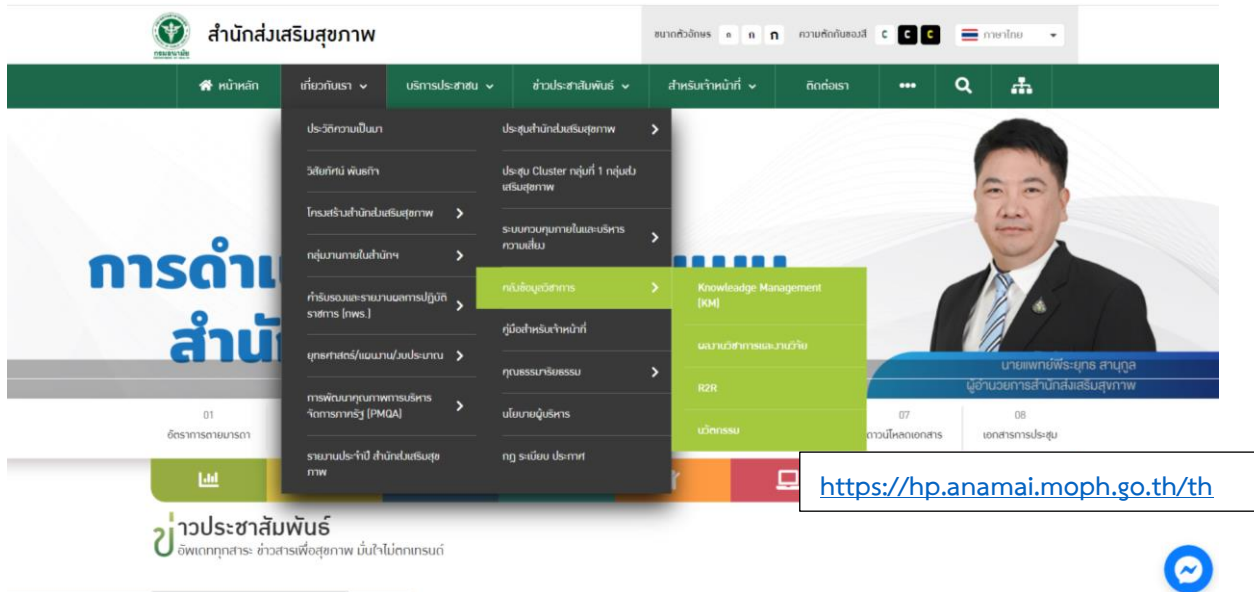 สำนักส่งเสริมสุขภาพ
กรมอนามัย
ขนาดตัวอักษร ก ก ก ความตัดกันของสี C C C ภาษาไทย
หน้าหลัก เกี่ยวกับเรา บริการประชาชน ข่าวประชาสัมพันธ์ สำหรับเจ้าหน้าที่ ติดต่อเรา •••
ประวัติความเป็นมา
วิสัยทัศน์ พันธกิจ
โครงสร้างสำนักส่งเสริมสุขภาพ
กลุ่มงานภายในสำนักฯ
คำรับรองและรายงานผลการปฏิบัติ
ราชการ [กพร.]
ยุทธศาสตร์/แผนงาน/งบประมาณ
การพัฒนาคุณภาพการบริหาร
จัดการภาครัฐ (PMQA)
รายงานประจำปี สำนักส่งเสริมสุข
ภาพ
ประชุมสำนักส่งเสริมสุขภาพ
ประชุม Cluster กลุ่มที่ 1 กลุ่มส่ง
เสริมสุขภาพ
ระบบควบคุมภายในและบริหาร
ความเสี่ยง
คลังข้อมูลวิชาการ
คู่มือสำหรับเจ้าหน้าที่
คุณธรรมจริยธรรม
นโยบายผู้บริหาร
กฎ ระเบียบ ประกาศ
Knowleadge Management
[KM]
ผลงานวิชาการและงานวิจัย
R2R
นวัตกรรม
การดำเ
สำนั
นายแพทย์พีระยุทธ สานุกูล
ผู้อำนวยการสำนักส่งเสริมสุขภาพ
01
อัตราการตายมารดา
07
ดาวน์โหลดเอกสาร
08
เอกสารการประชุม
https://hp.anamai.moph.go.th/th
ข่าวประชาสัมพันธ์
อัพเดททุกสาระ ข่าวสารเพื่อสุขภาพ มั่นใจไม่ตกเทรนด์